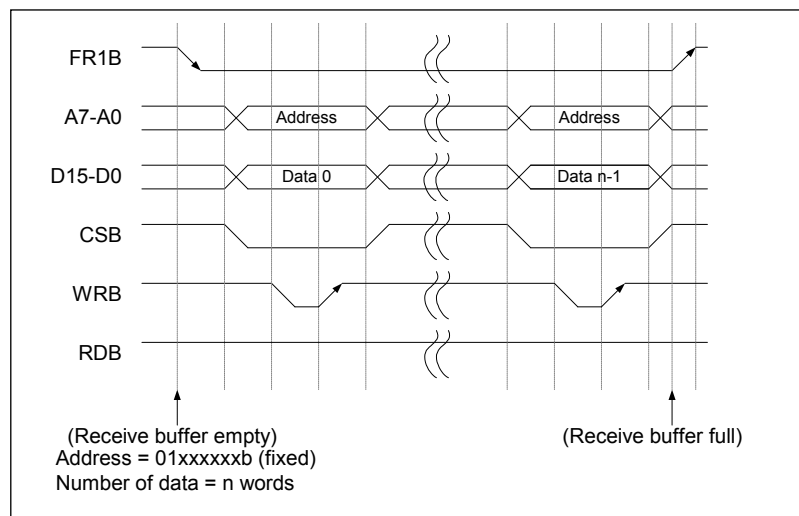 FR1B
A7-A0
Address
Address
D15-D0
Data 0
Data n-1
CSB
WRB
RDB
(Receive buffer empty)
(Receive buffer full)
Address = 01xxxxxxb (fixed)
Number of data = n words